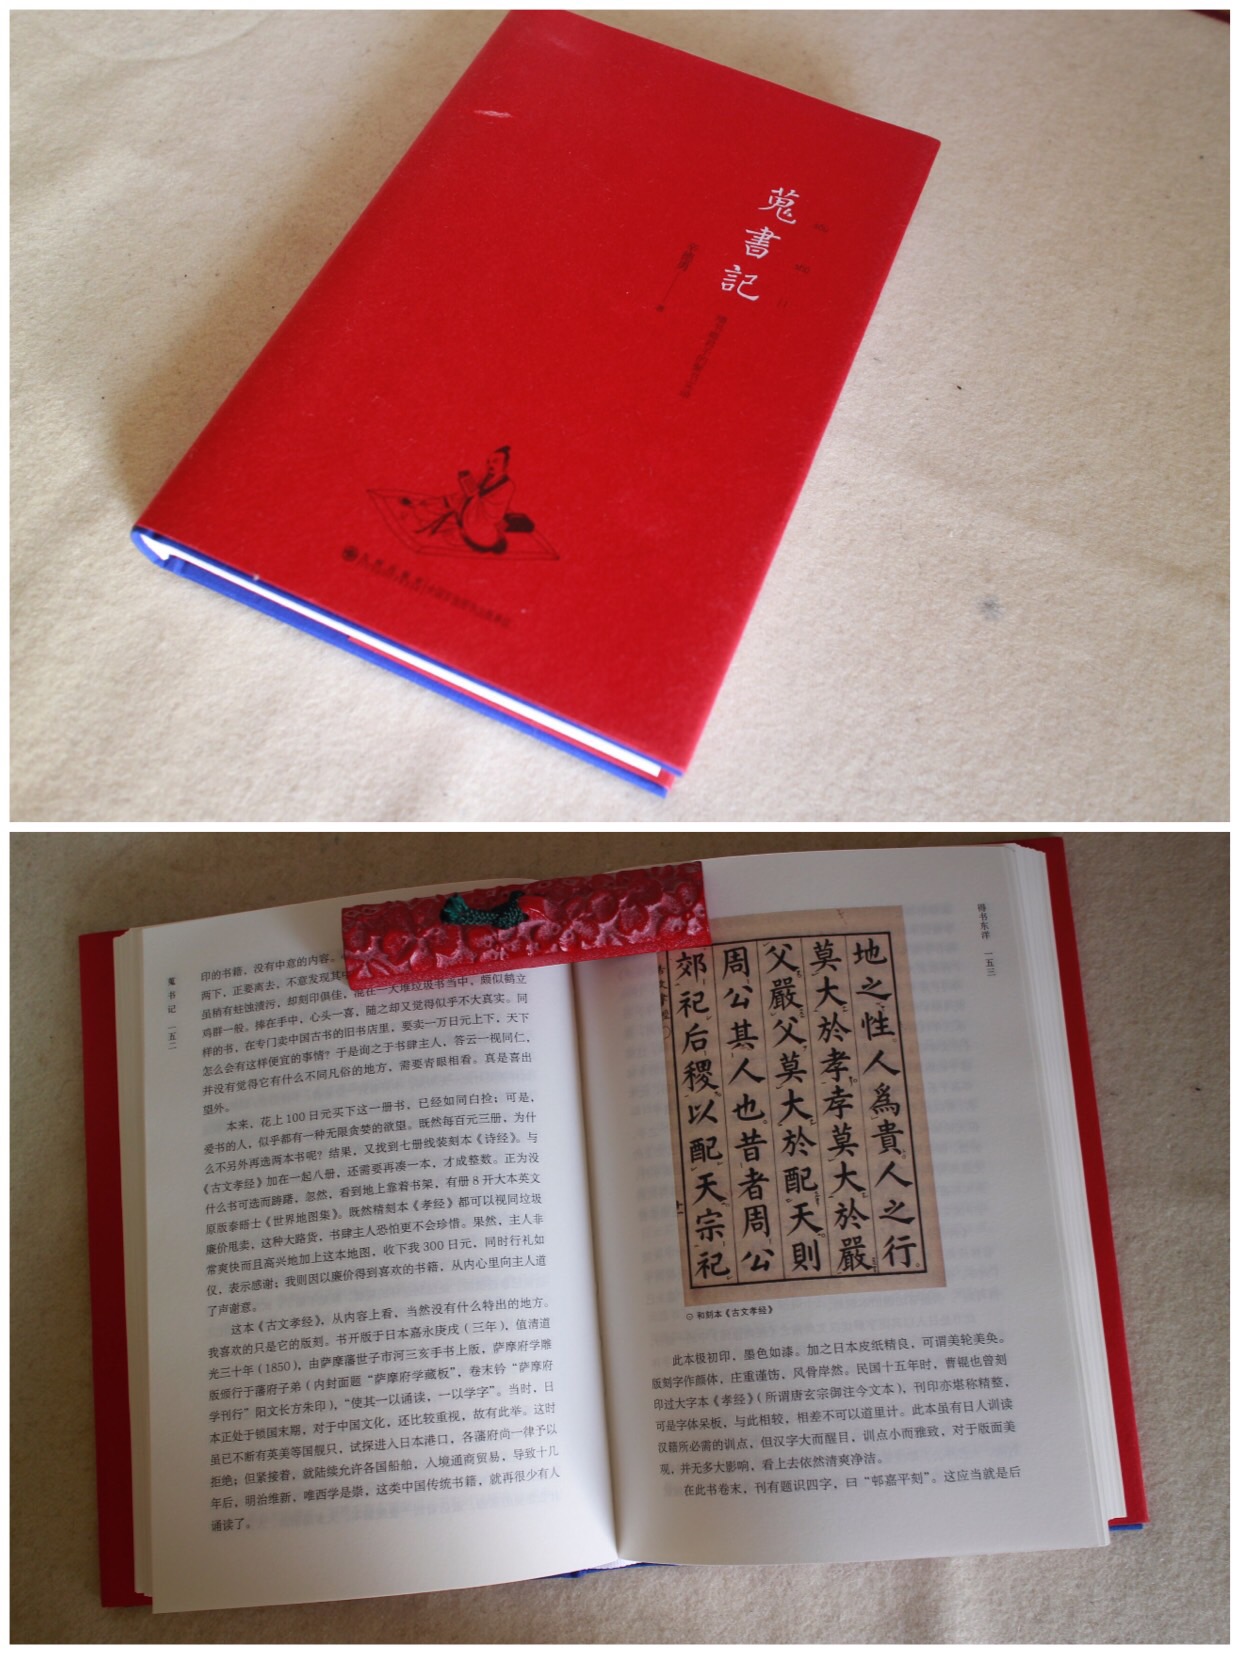 蒐書記
辛德勇
九州出版社
蒐书记 一五二
印的书籍，没有中意的内容。
两下，正要离去，不意发现其中
虽稍有蛀蚀渍污，却刻印俱佳，混在一大堆垃圾书当中，颇似鹤立
鸡群一般。捧在手中，心头一喜，随之却又觉得似乎不大真实。同
样的书，在专门卖中国古书的旧书店里，要卖一万日元上下，天下
怎么会有这样便宜的事情？于是询之于书肆主人，答云一视同仁，
并没有觉得它有什么不同凡俗的地方，需要青眼相看。真是喜出
望外。
本来，花上100日元买下这一册书，已经如同白捡；可是，
爱书的人，似乎都有一种无限贪婪的欲望。既然每百元三册，为什
么不另外再选两本书呢？结果，又找到七册线装刻本《诗经》。与
《古文孝经》加在一起八册，还需要再凑一本，才成整数。正为没
什么书可选而踌躇，忽然，看到地上靠着书架，有册8开大本英文
原版泰晤士《世界地图集》。既然精刻本《孝经》都可以视同垃圾
廉价甩卖，这种大路货，书肆主人恐怕更不会珍惜。果然，主人非
常爽快而且高兴地加上这本地图，收下我300日元，同时行礼如
仪，表示感谢；我则因以廉价得到喜欢的书籍，从内心里向主人道
了声谢意。
这本《古文孝经》，从内容上看，当然没有什么特出的地方。
我喜欢的只是它的版刻。书开版于日本嘉永庚戌（三年），值清道
光三十年（1850），由萨摩藩世子市河三亥手书上版，萨摩府学雕
版颁行于藩府子弟（内封面题“萨摩府学藏板”，卷末钤“萨摩府
学刊行”阳文长方朱印），“使其一以诵读，一以学字”。当时，日
本正处于锁国末期，对于中国文化，还比较重视，故有此举。这时
虽已不断有英美等国舰只，试探进入日本港口，各藩府尚一律予以
拒绝；但紧接着，就陆续允许各国船舶，入境通商贸易，导致十几
年后，明治维新，唯西学是崇，这类中国传统书籍，就再很少有人
诵读了。
得书东洋 一五三
地之性人爲貴人之行
莫大於孝孝莫大於嚴
父嚴父莫大於配天則
周公其人也昔者周公
郊祀后稷以配天宗祀
⊙ 和刻本《古文孝经》
此本极初印，墨色如漆。加之日本皮纸精良，可谓美轮美奂。
版刻字作颜体，庄重谨饬，风骨岸然。民国十五年时，曹锟也曾刻
印过大字本《孝经》（所谓唐玄宗御注今文本），刊印亦堪称精整，
可是字体呆板，与此相较，相差不可以道里计。此本虽有日人训读
汉籍所必需的训点，但汉字大而醒目，训点小而雅致，对于版面美
观，并无多大影响，看上去依然清爽净洁。
在此书卷末，刊有题识四字，曰“邨嘉平刻”。这应当就是后